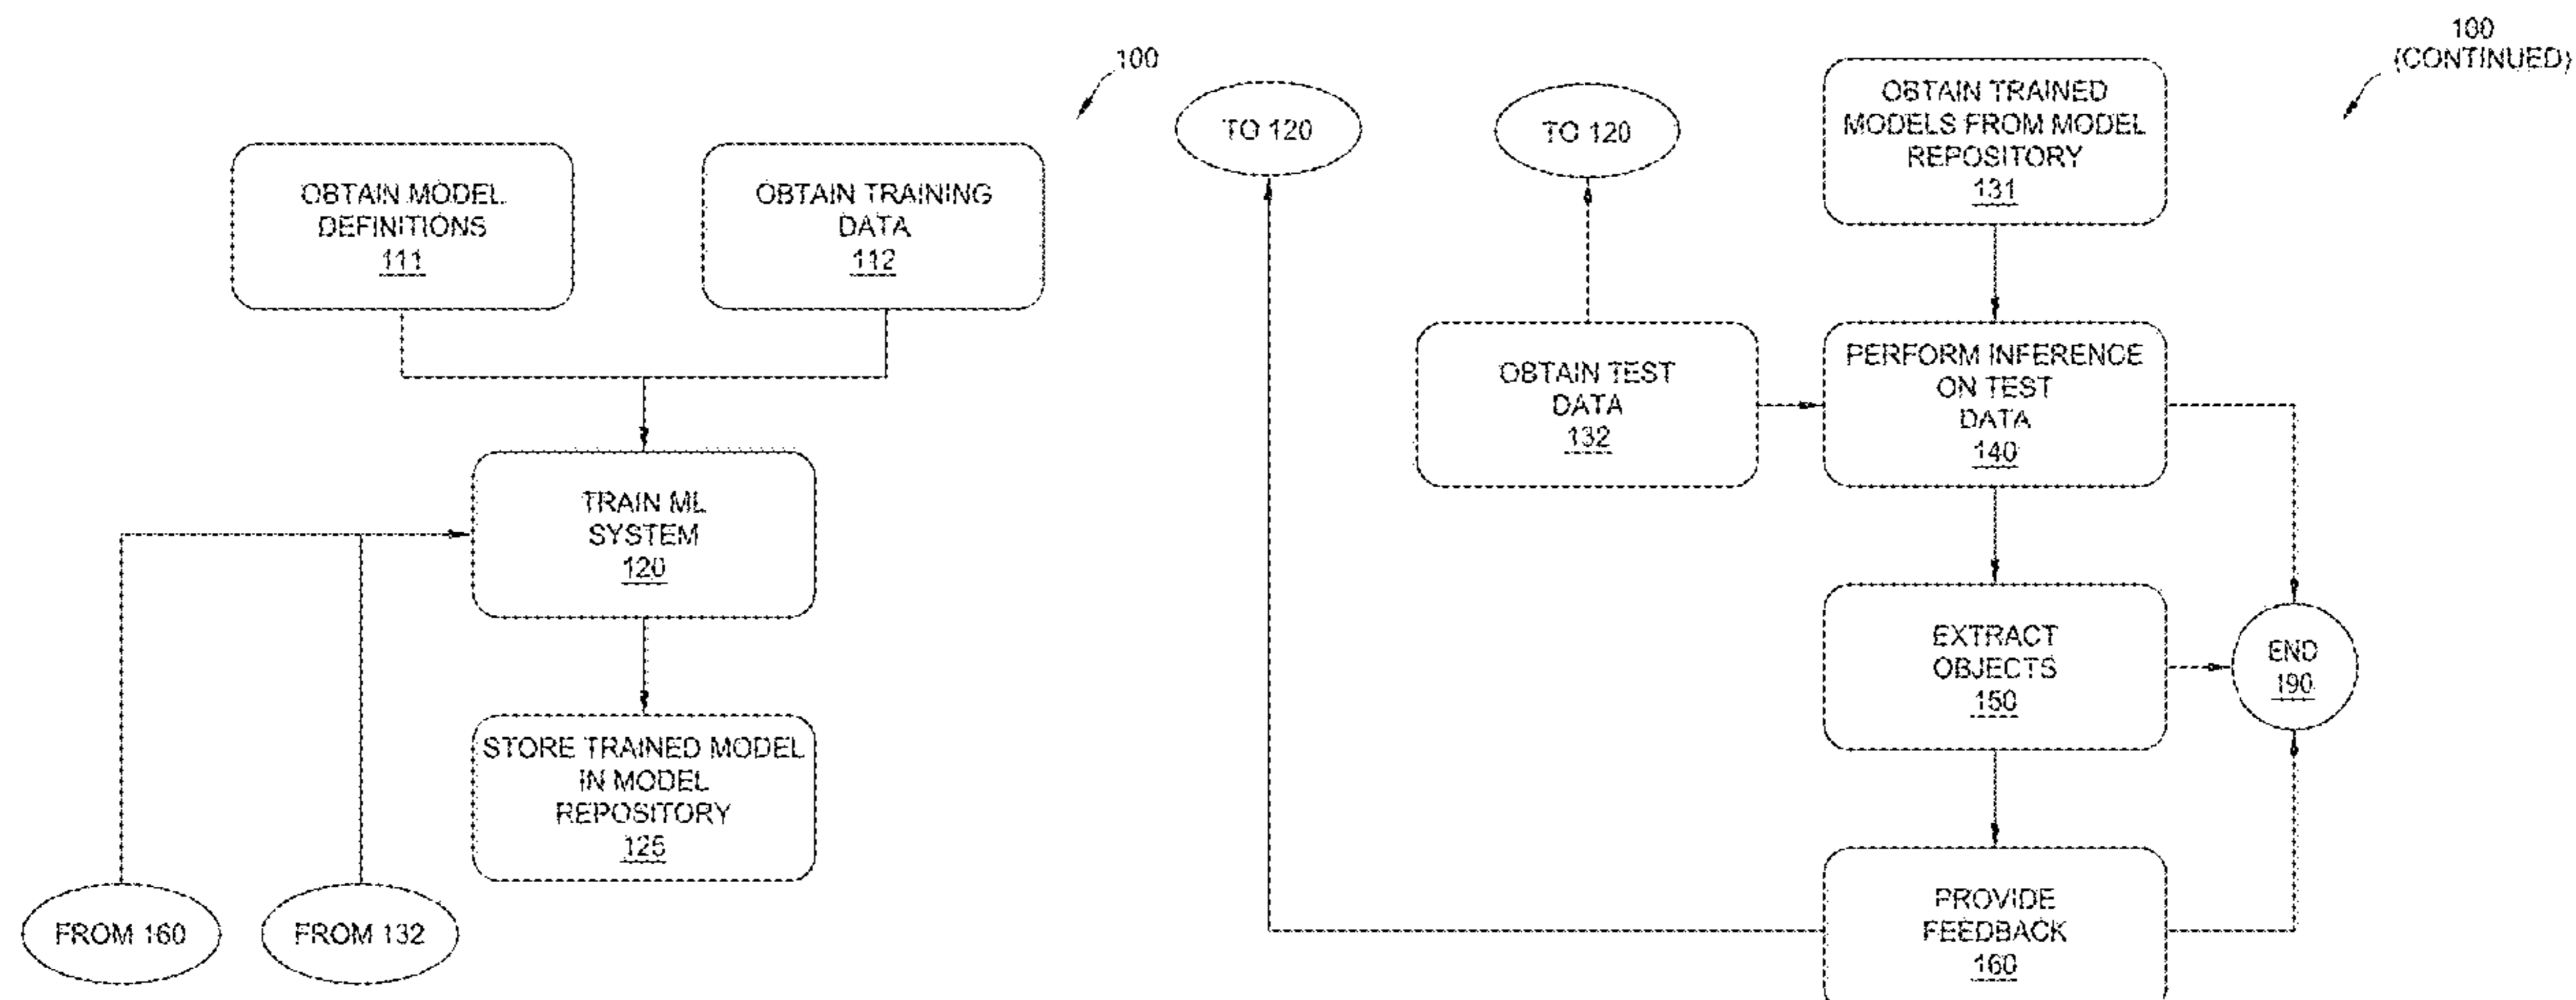 100
OBTAIN MODEL
DEFINITIONS
111
OBTAIN TRAINING
DATA
112
TRAIN ML
SYSTEM
120
STORE TRAINED MODEL
IN MODEL
REPOSITORY
125
FROM 160
FROM 132
100
(CONTINUED)
TO 120
TO 120
OBTAIN TRAINED
MODELS FROM MODEL
REPOSITORY
131
OBTAIN TEST
DATA
132
PERFORM INFERENCE
ON TEST
DATA
140
EXTRACT
OBJECTS
150
END
190
PROVIDE
FEEDBACK
160